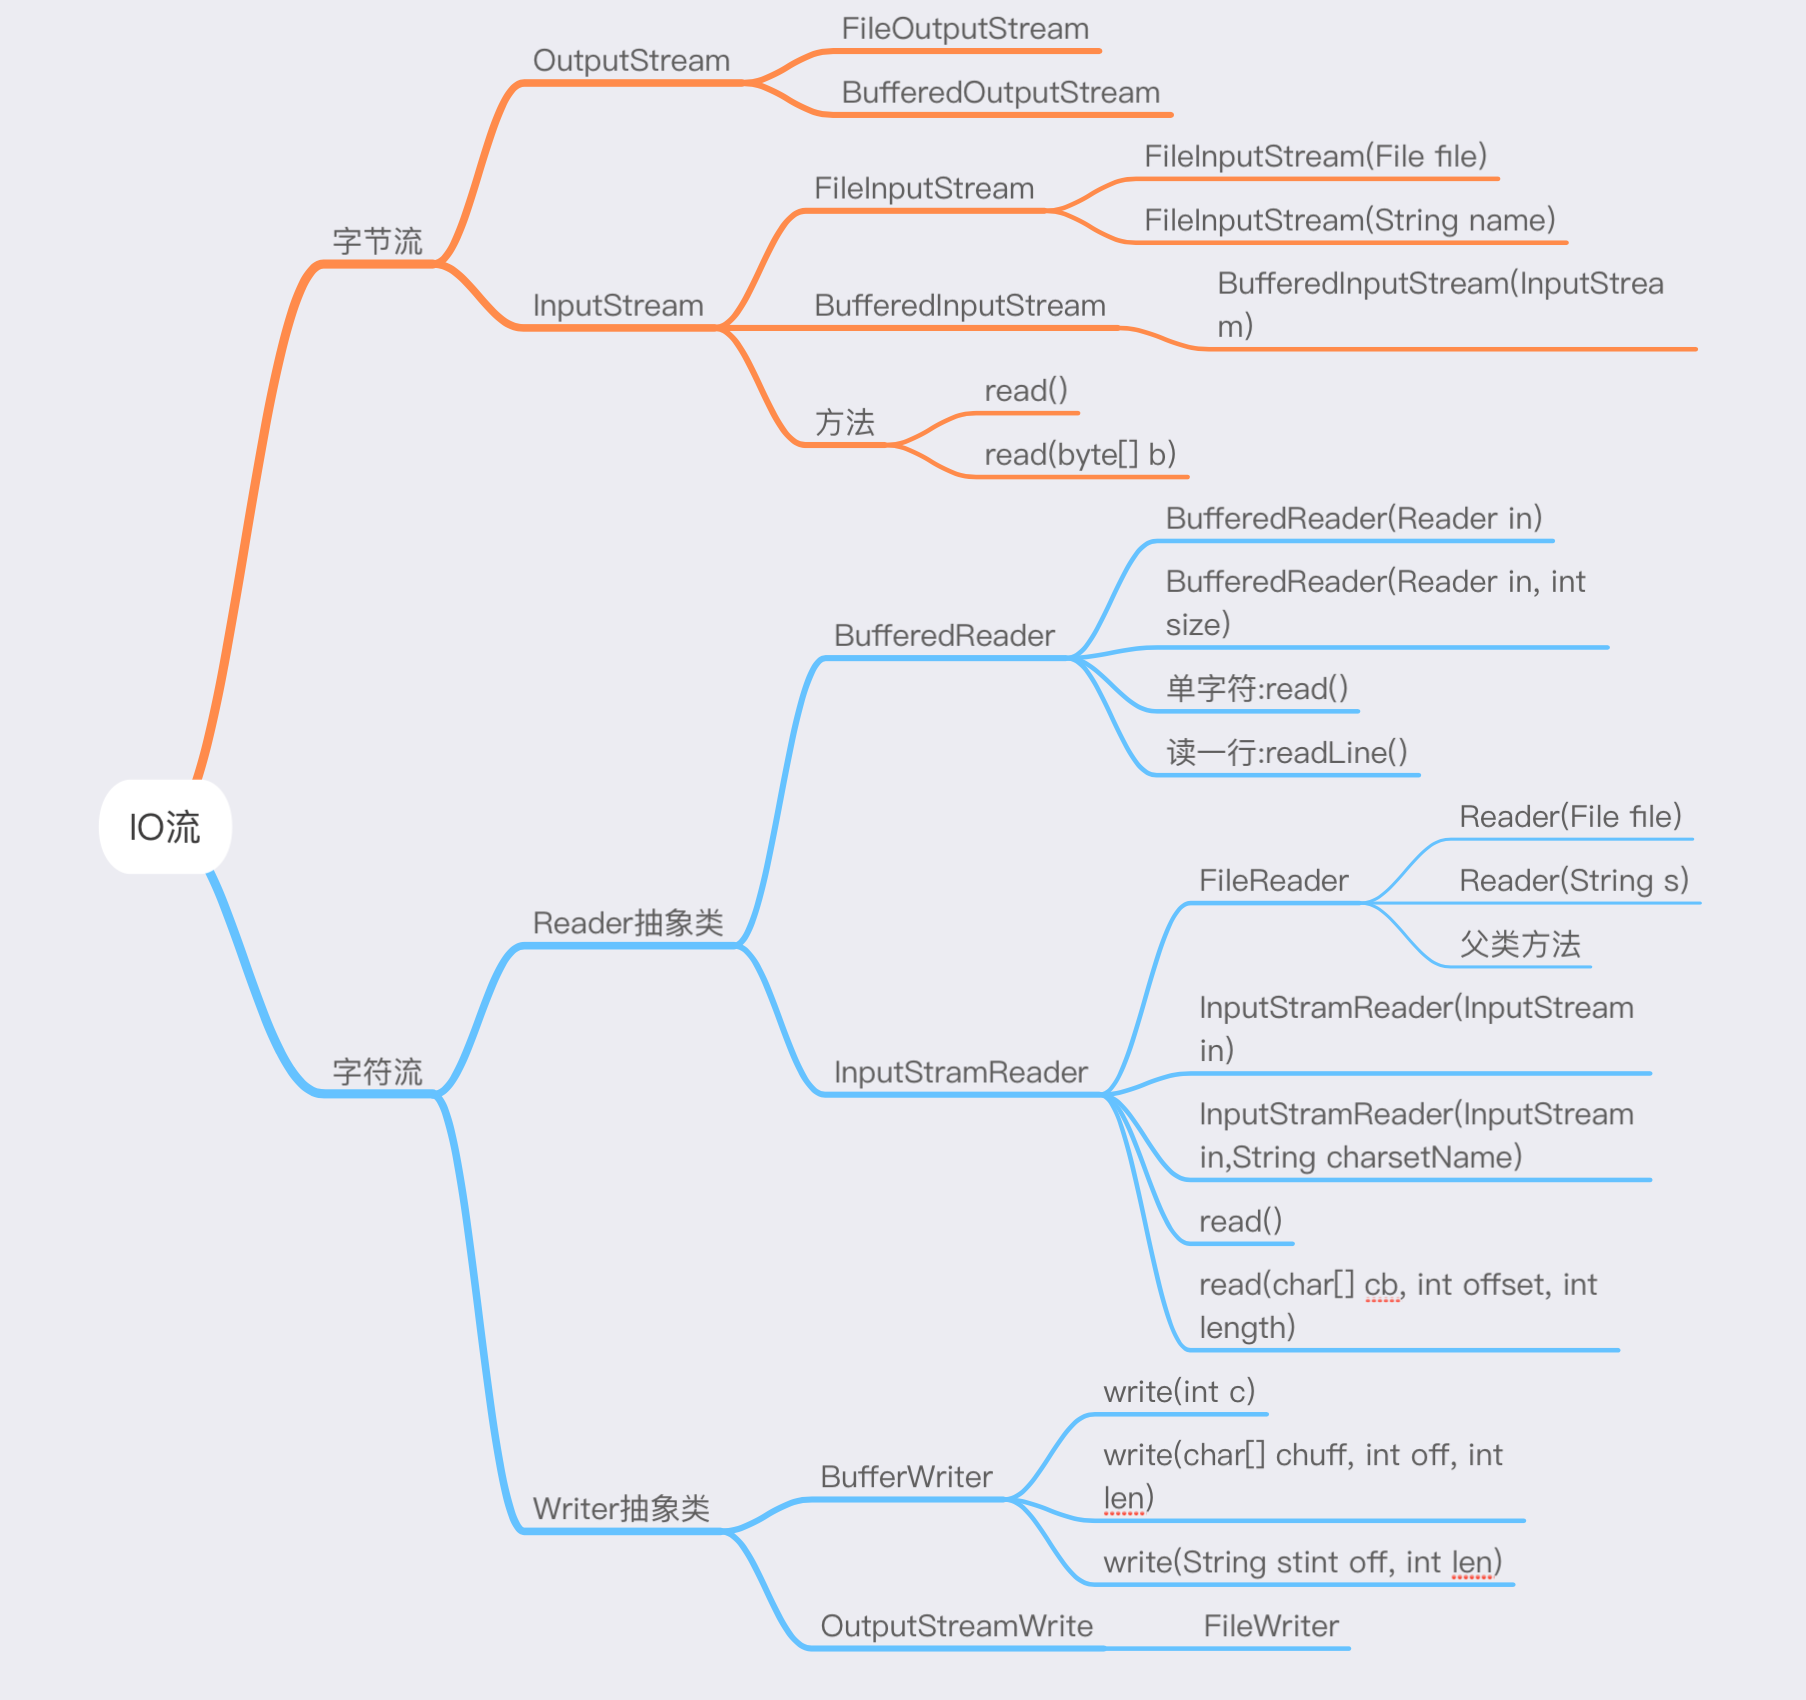 FileOutputStream
OutputStream
BufferedOutputStream
FileInputStream(File file)
FileInputStream
FileInputStream(String name)
字节流
BufferedInputStream(InputStrea
m)
InputStream
BufferedInputStream
read()
方法
read(byte[] b)
BufferedReader(Reader in)
BufferedReader(Reader in, int
size)
BufferedReader
单字符:read()
读一行:readLine()
IO流
Reader(File file)
FileReader
Reader(String s)
Reader抽象类
父类方法
InputStramReader(InputStream
in)
字符流
InputStramReader
InputStramReader(InputStream
in,String charsetName)
read()
read(char[] cb, int offset, int
length)
write(int c)
write(char[] chuff, int off, int
len)
BufferWriter
Writer抽象类
write(String stint off, int len)
OutputStreamWrite
FileWriter